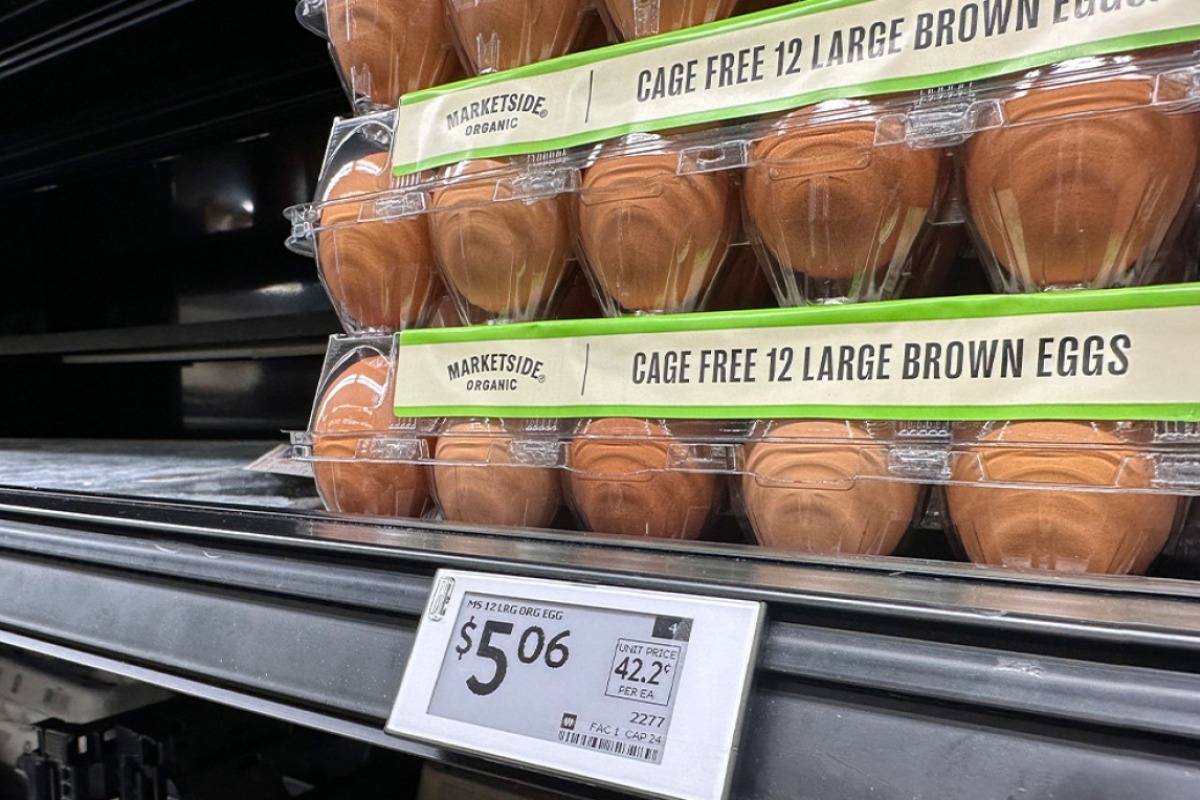 MARKETSIDE®
ORGANIC
CAGE FREE 12 LARGE BROWN EGGS
MARKETSIDE®
ORGANIC
CAGE FREE 12 LARGE BROWN EGGS
MS 12 LRG ORG EGG
4
$5 06
UNIT PRICE
42.2¢
PER EA
2277
FAC 1 CAP 24